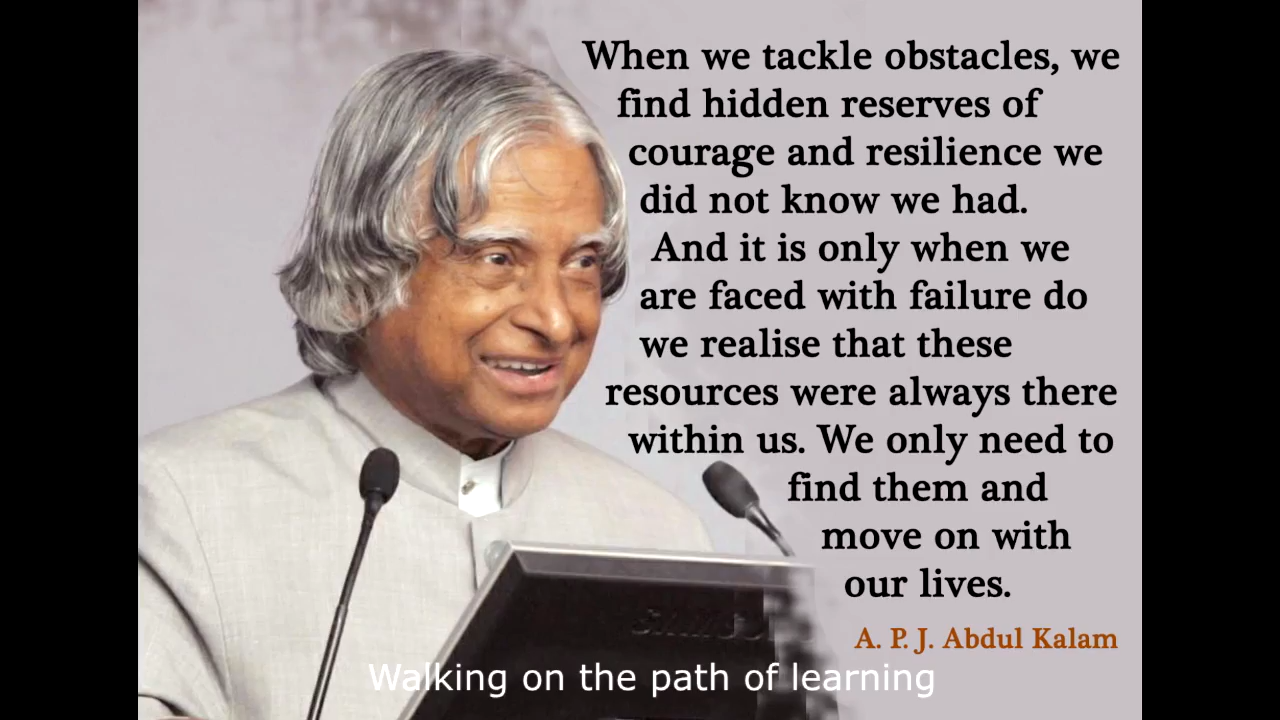 When we tackle obstacles, we
find hidden reserves of
courage and resilience we
did not know we had.
And it is only when we
are faced with failure do
we realise that these
resources were always there
within us. We only need to
find them and
move on with
our lives.
A. P. J. Abdul Kalam
Walking on the path of learning